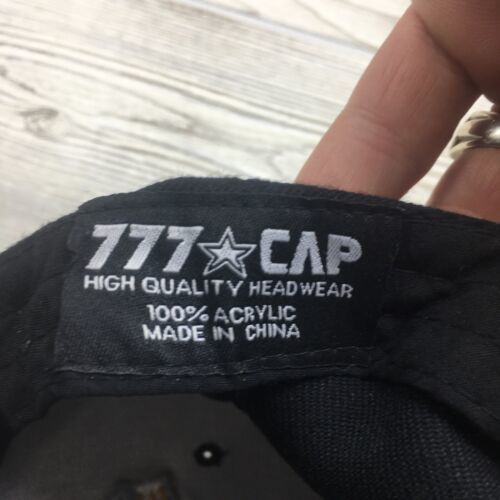 777 CAP
HIGH QUALITY HEADWEAR
100% ACRYLIC
MADE IN CHINA